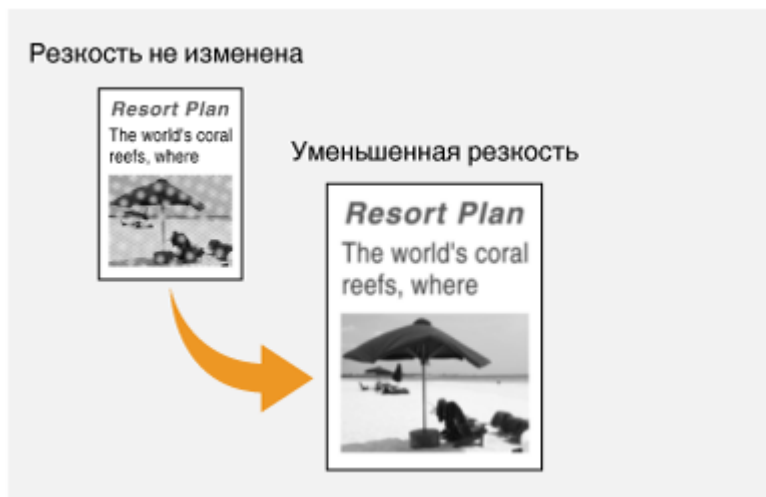 Резкость не изменена
Resort Plan
The world's coral
reefs, where
Уменьшенная резкость
Resort Plan
The world's coral
reefs, where